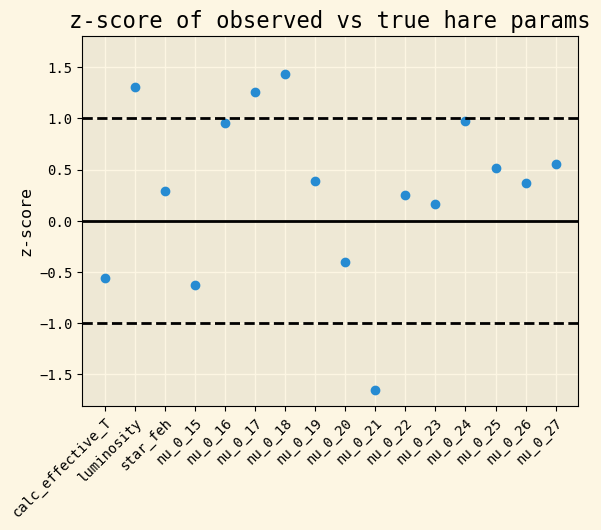 z-score of observed vs true hare params
z-score
1.5
1.0
0.5
0.0
−0.5
−1.0
−1.5
calc_effective_T
luminosity
star_feh
nu_0_15
nu_0_16
nu_0_17
nu_0_18
nu_0_19
nu_0_20
nu_0_21
nu_0_22
nu_0_23
nu_0_24
nu_0_25
nu_0_26
nu_0_27